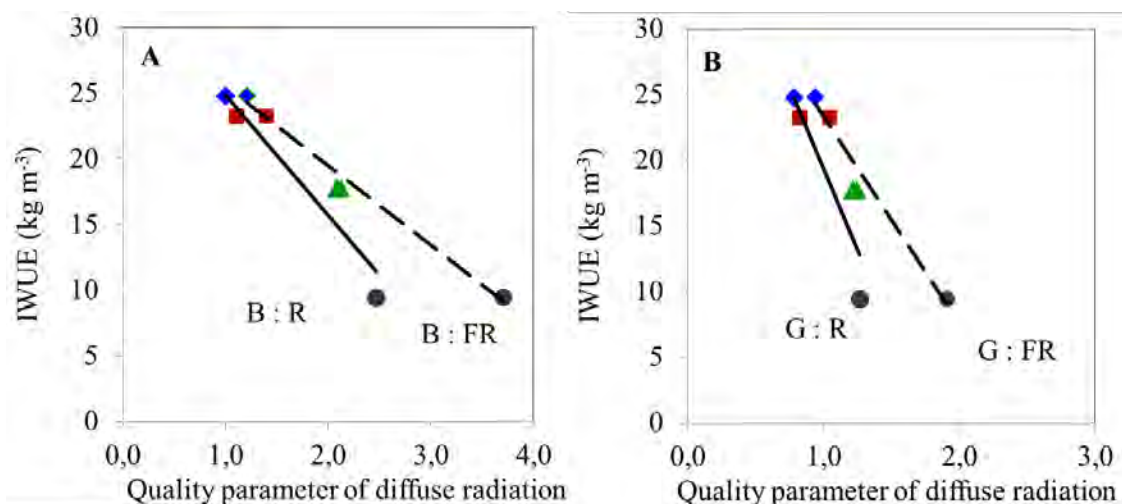 A
30
25
20
15
10
5
0
IWUE (kg m-3)
B : R
B : FR
0,0 1,0 2,0 3,0 4,0
Quality parameter of diffuse radiation
B
30
25
20
15
10
5
0
IWUE (kg m-3)
G : R
G : FR
0,0 1,0 2,0 3,0
Quality parameter of diffuse radiation